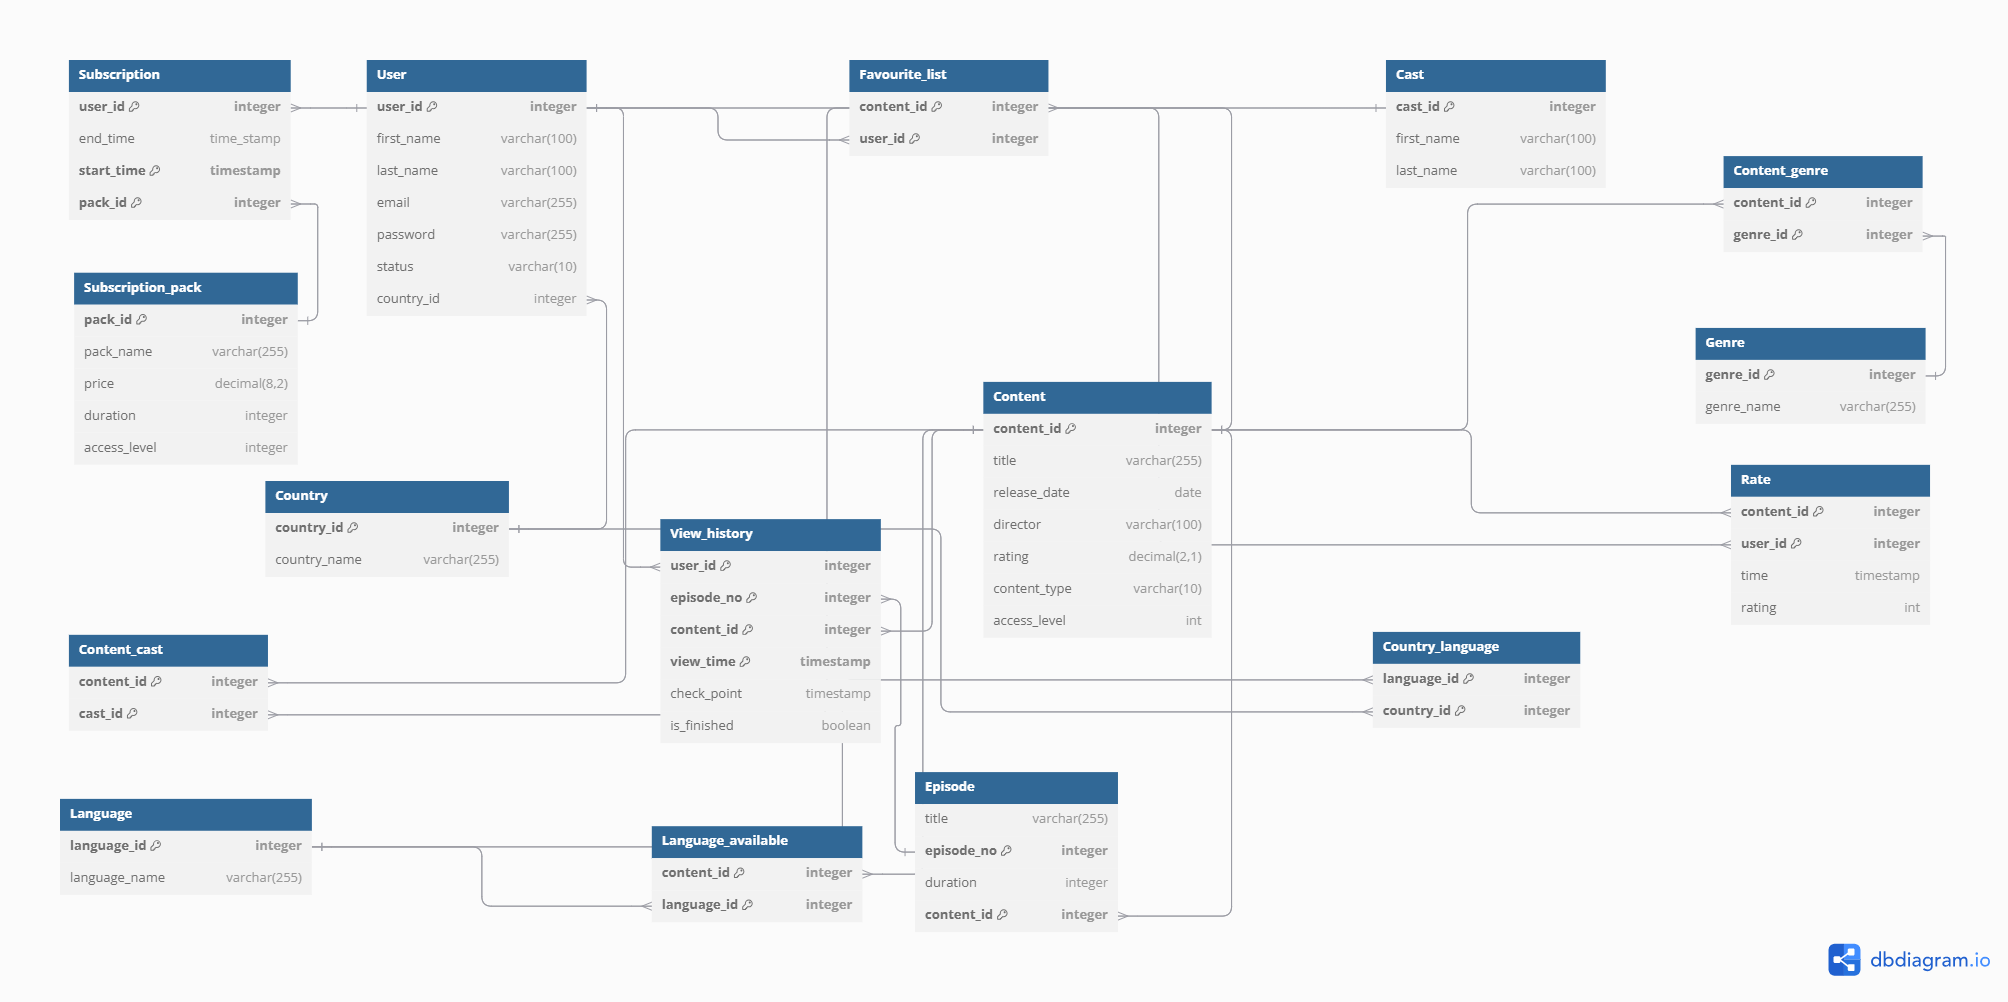 Subscription
user_id integer
end_time time_stamp
start_time timestamp
pack_id integer
User
user_id integer
first_name varchar(100)
last_name varchar(100)
email varchar(255)
password varchar(255)
status varchar(10)
country_id integer
Favourite_list
content_id integer
user_id integer
Cast
cast_id integer
first_name varchar(100)
last_name varchar(100)
Content_genre
content_id integer
genre_id integer
Subscription_pack
pack_id integer
pack_name varchar(255)
price decimal(8,2)
duration integer
access_level integer
Genre
genre_id integer
genre_name varchar(255)
Content
content_id integer
title varchar(255)
release_date date
director varchar(100)
rating decimal(2,1)
content_type varchar(10)
access_level int
Rate
content_id integer
user_id integer
time timestamp
rating int
Country
country_id integer
country_name varchar(255)
View_history
user_id integer
episode_no integer
content_id integer
view_time timestamp
check_point timestamp
is_finished boolean
Content_cast
content_id integer
cast_id integer
Country_language
language_id integer
country_id integer
Language
language_id integer
language_name varchar(255)
Language_available
content_id integer
language_id integer
Episode
title varchar(255)
episode_no integer
duration integer
content_id integer
dbdiagram.io